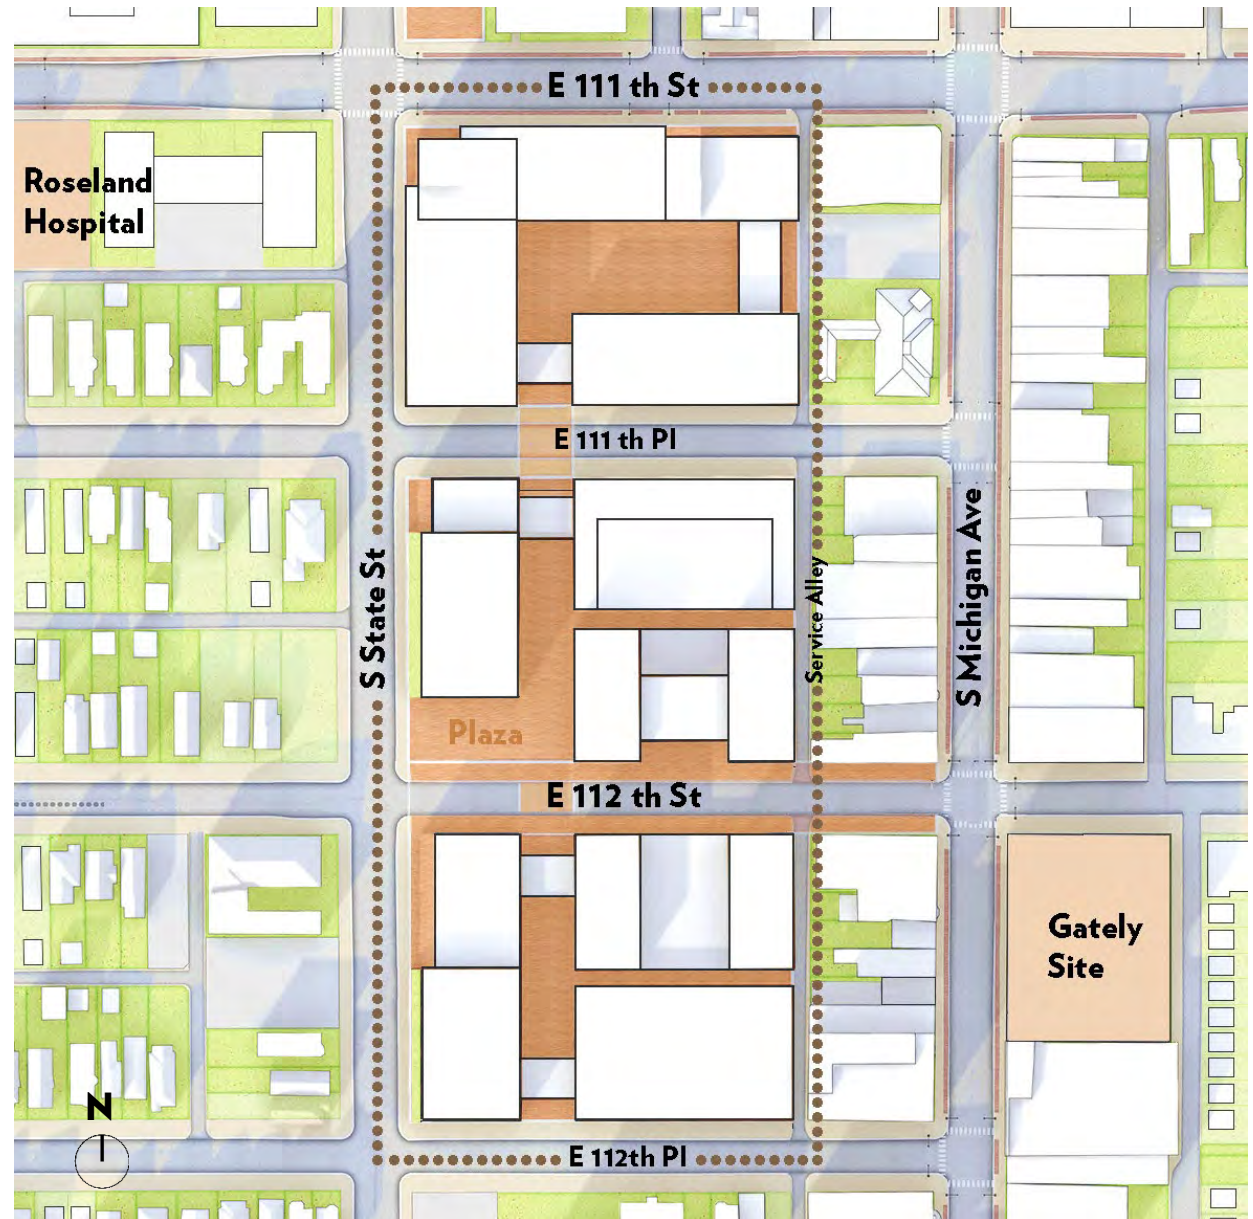 E 111 th St
Roseland
Hospital
E 111 th Pl
S State St
Service Alley
S Michigan Ave
Plaza
E 112 th St
Gately
Site
N
E 112th Pl